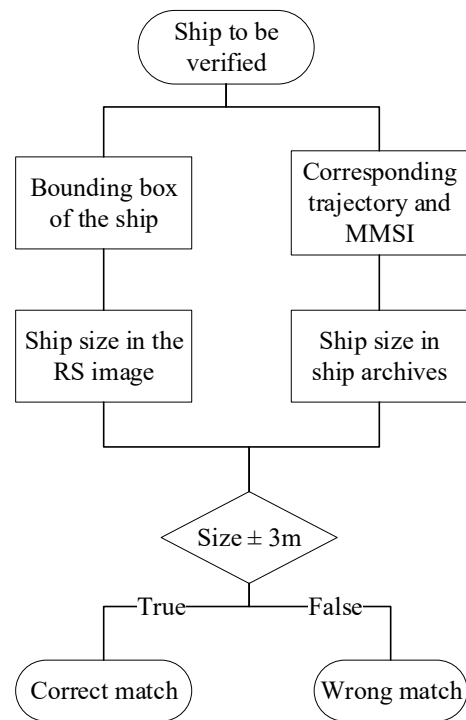 Ship to be
verified
Bounding box
of the ship
Corresponding
trajectory and
MMSI
Ship size in the
RS image
Ship size in
ship archives
Size ± 3m
True
False
Correct match
Wrong match